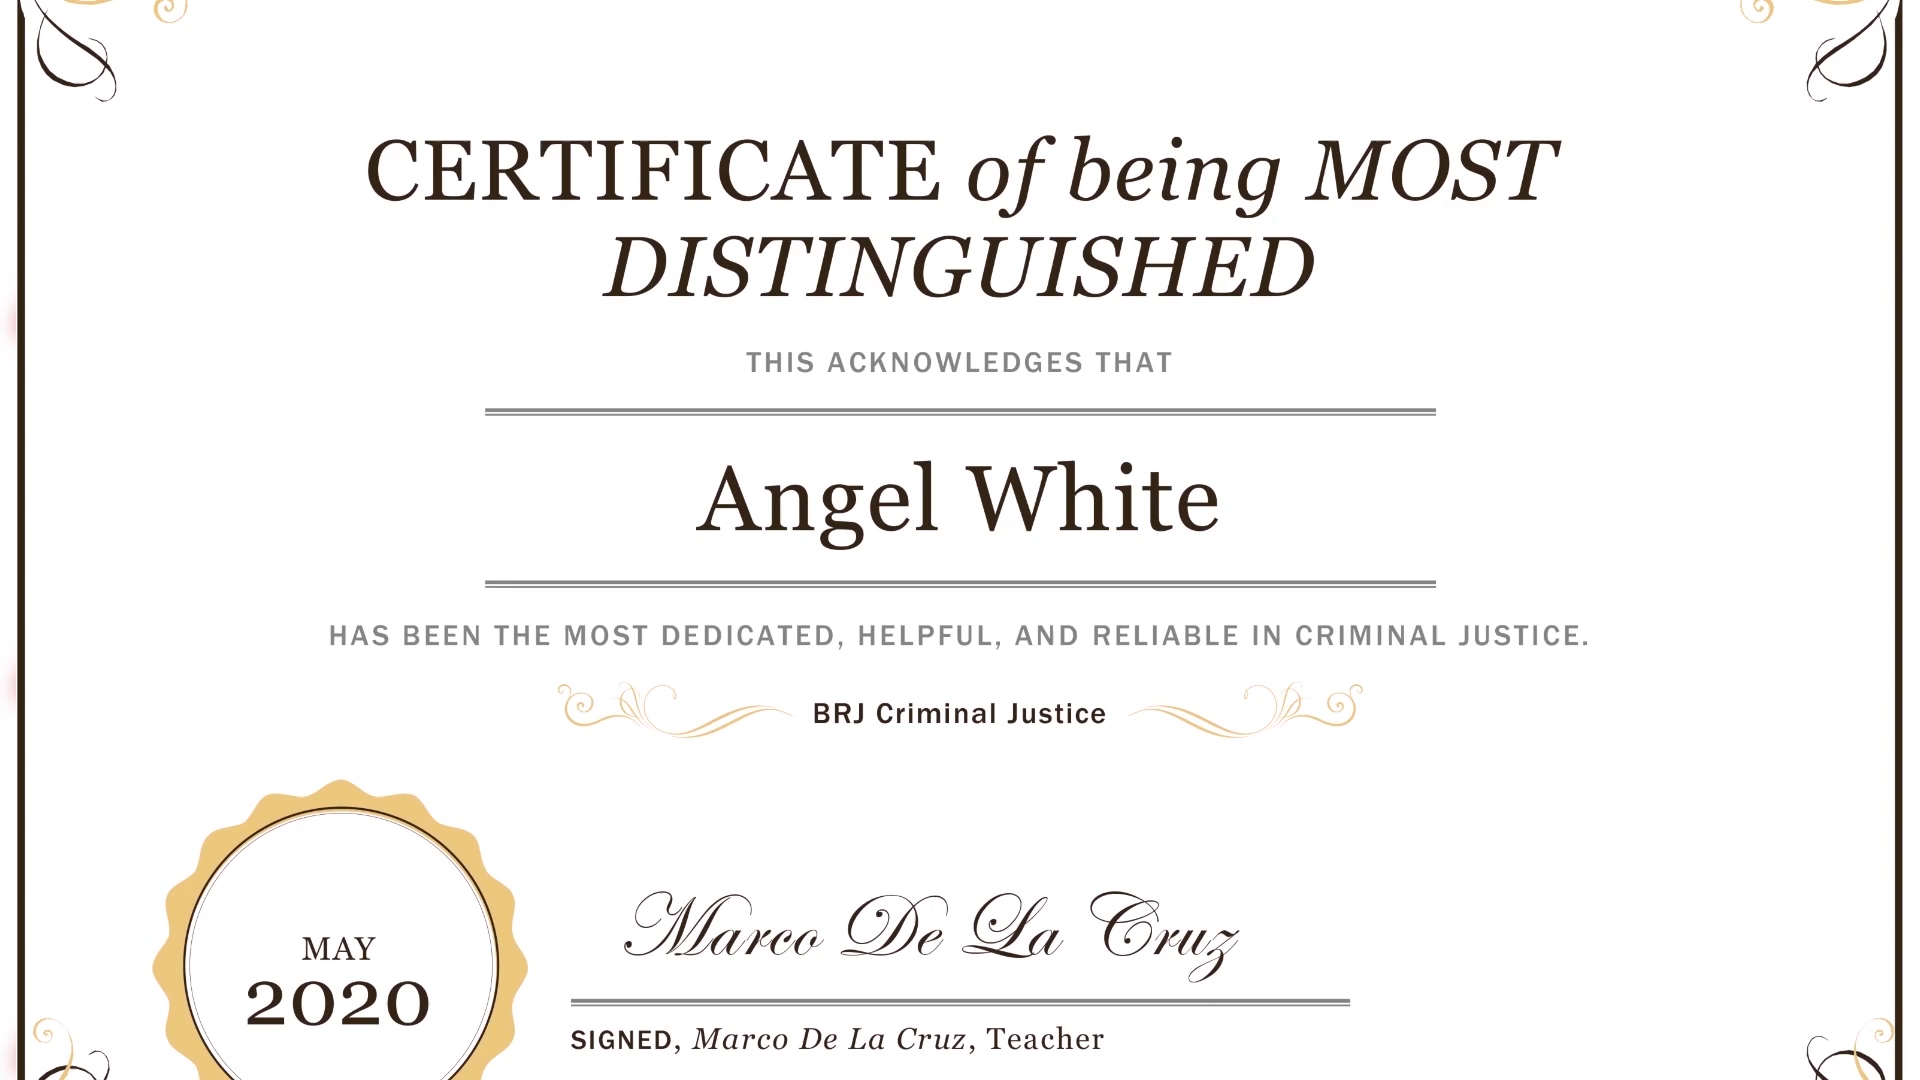 CERTIFICATE of being MOST
DISTINGUISHED
THIS ACKNOWLEDGES THAT
Angel White
HAS BEEN THE MOST DEDICATED, HELPFUL, AND RELIABLE IN CRIMINAL JUSTICE.
BRJ Criminal Justice
MAY
2020
Marco De La Cruz
SIGNED, Marco De La Cruz, Teacher